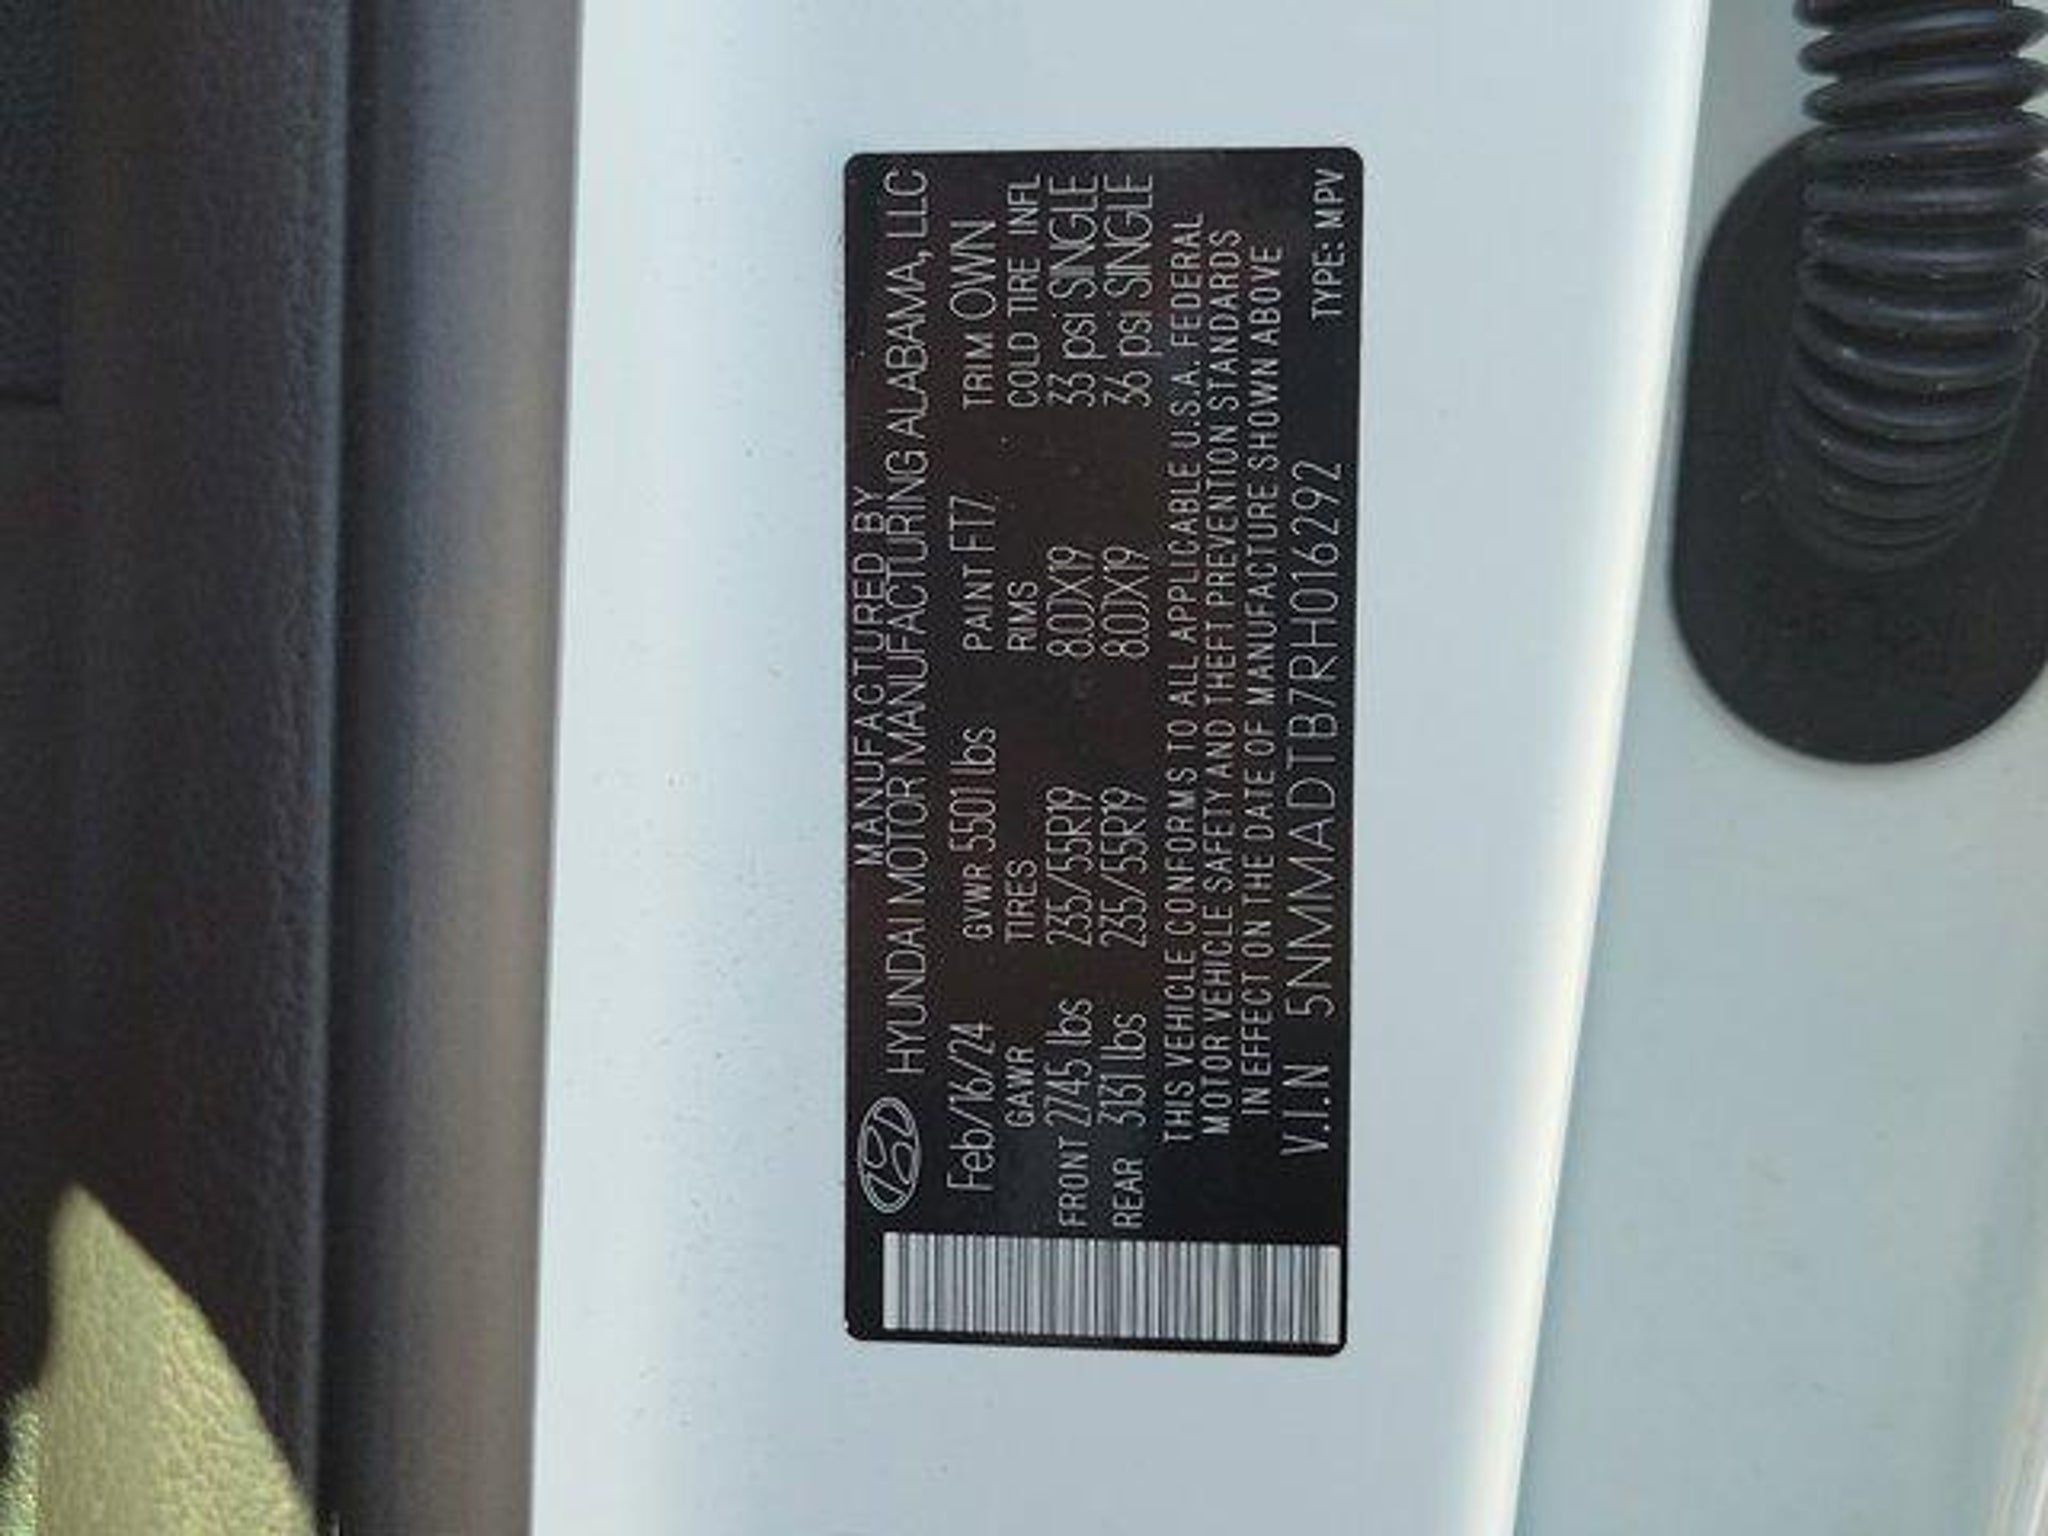 MANUFACTURED BY
HYUNDAI MOTOR MANUFACTURING ALABAMA, LLC
Feb/16/24 GVWR 5501 lbs PAINT FT7 TRIM OWN
GAWR TIRES RIMS COLD TIRE INFL
FRONT 2745 lbs 235/55R19 8.0JX19 33 psi SINGLE
REAR 3131 lbs 235/55R19 8.0JX19 36 psi SINGLE
THIS VEHICLE CONFORMS TO ALL APPLICABLE U.S.A. FEDERAL
MOTOR VEHICLE SAFETY AND THEFT PREVENTION STANDARDS
IN EFFECT ON THE DATE OF MANUFACTURE SHOWN ABOVE
V.I.N 5NMMADTB7RH016292 TYPE: MPV